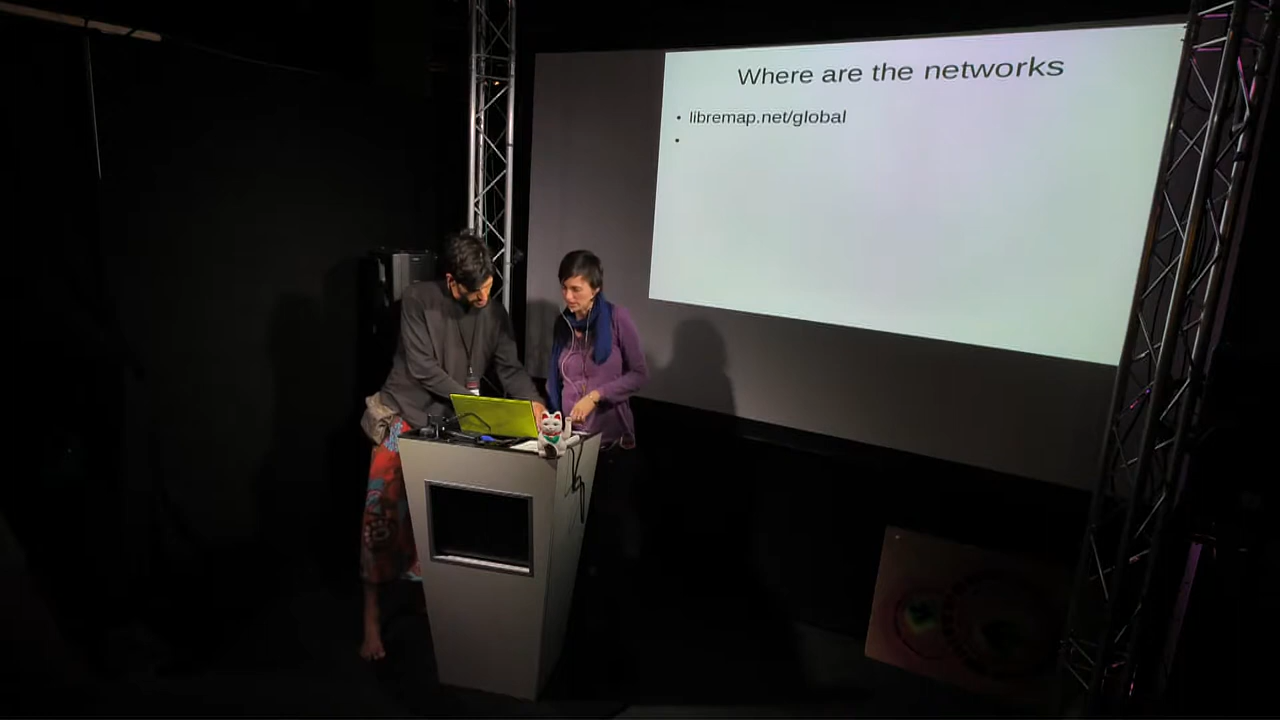 Where are the networks
• libremap.net/global
•